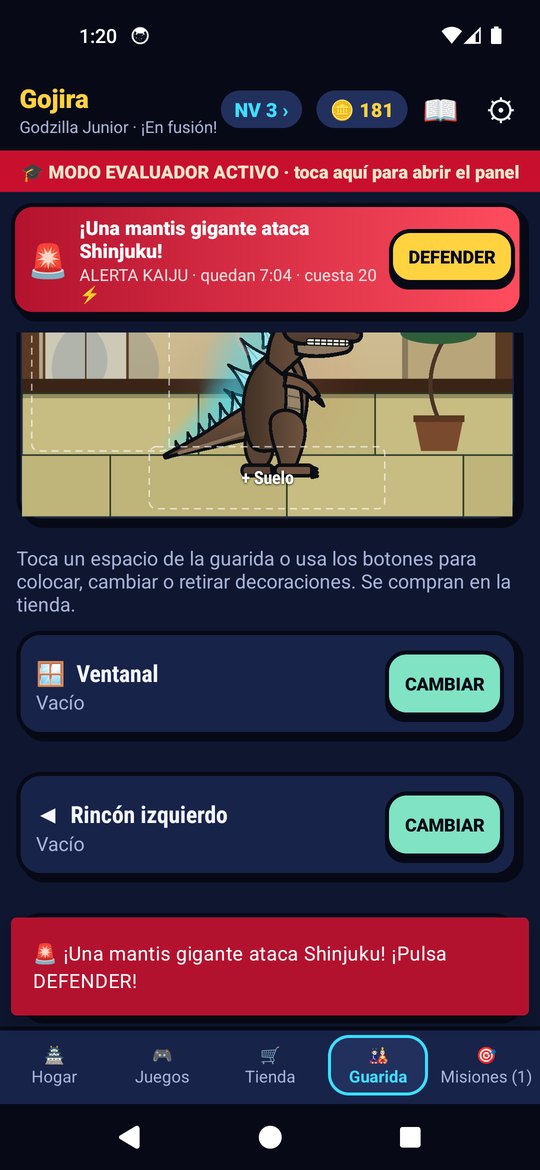 1:20
Gojira
Godzilla Junior · ¡En fusión!
NV 3 ›
181
🎓 MODO EVALUADOR ACTIVO · toca aquí para abrir el panel
¡Una mantis gigante ataca
Shinjuku!
ALERTA KAIJU · quedan 7:04 · cuesta 20
⚡
DEFENDER
+ Suelo
Toca un espacio de la guarida o usa los botones para
colocar, cambiar o retirar decoraciones. Se compran en la
tienda.
Ventanal
Vacío
CAMBIAR
◀ Rincón izquierdo
Vacío
CAMBIAR
🚨 ¡Una mantis gigante ataca Shinjuku! ¡Pulsa
DEFENDER!
Hogar
Juegos
Tienda
Guarida
Misiones (1)